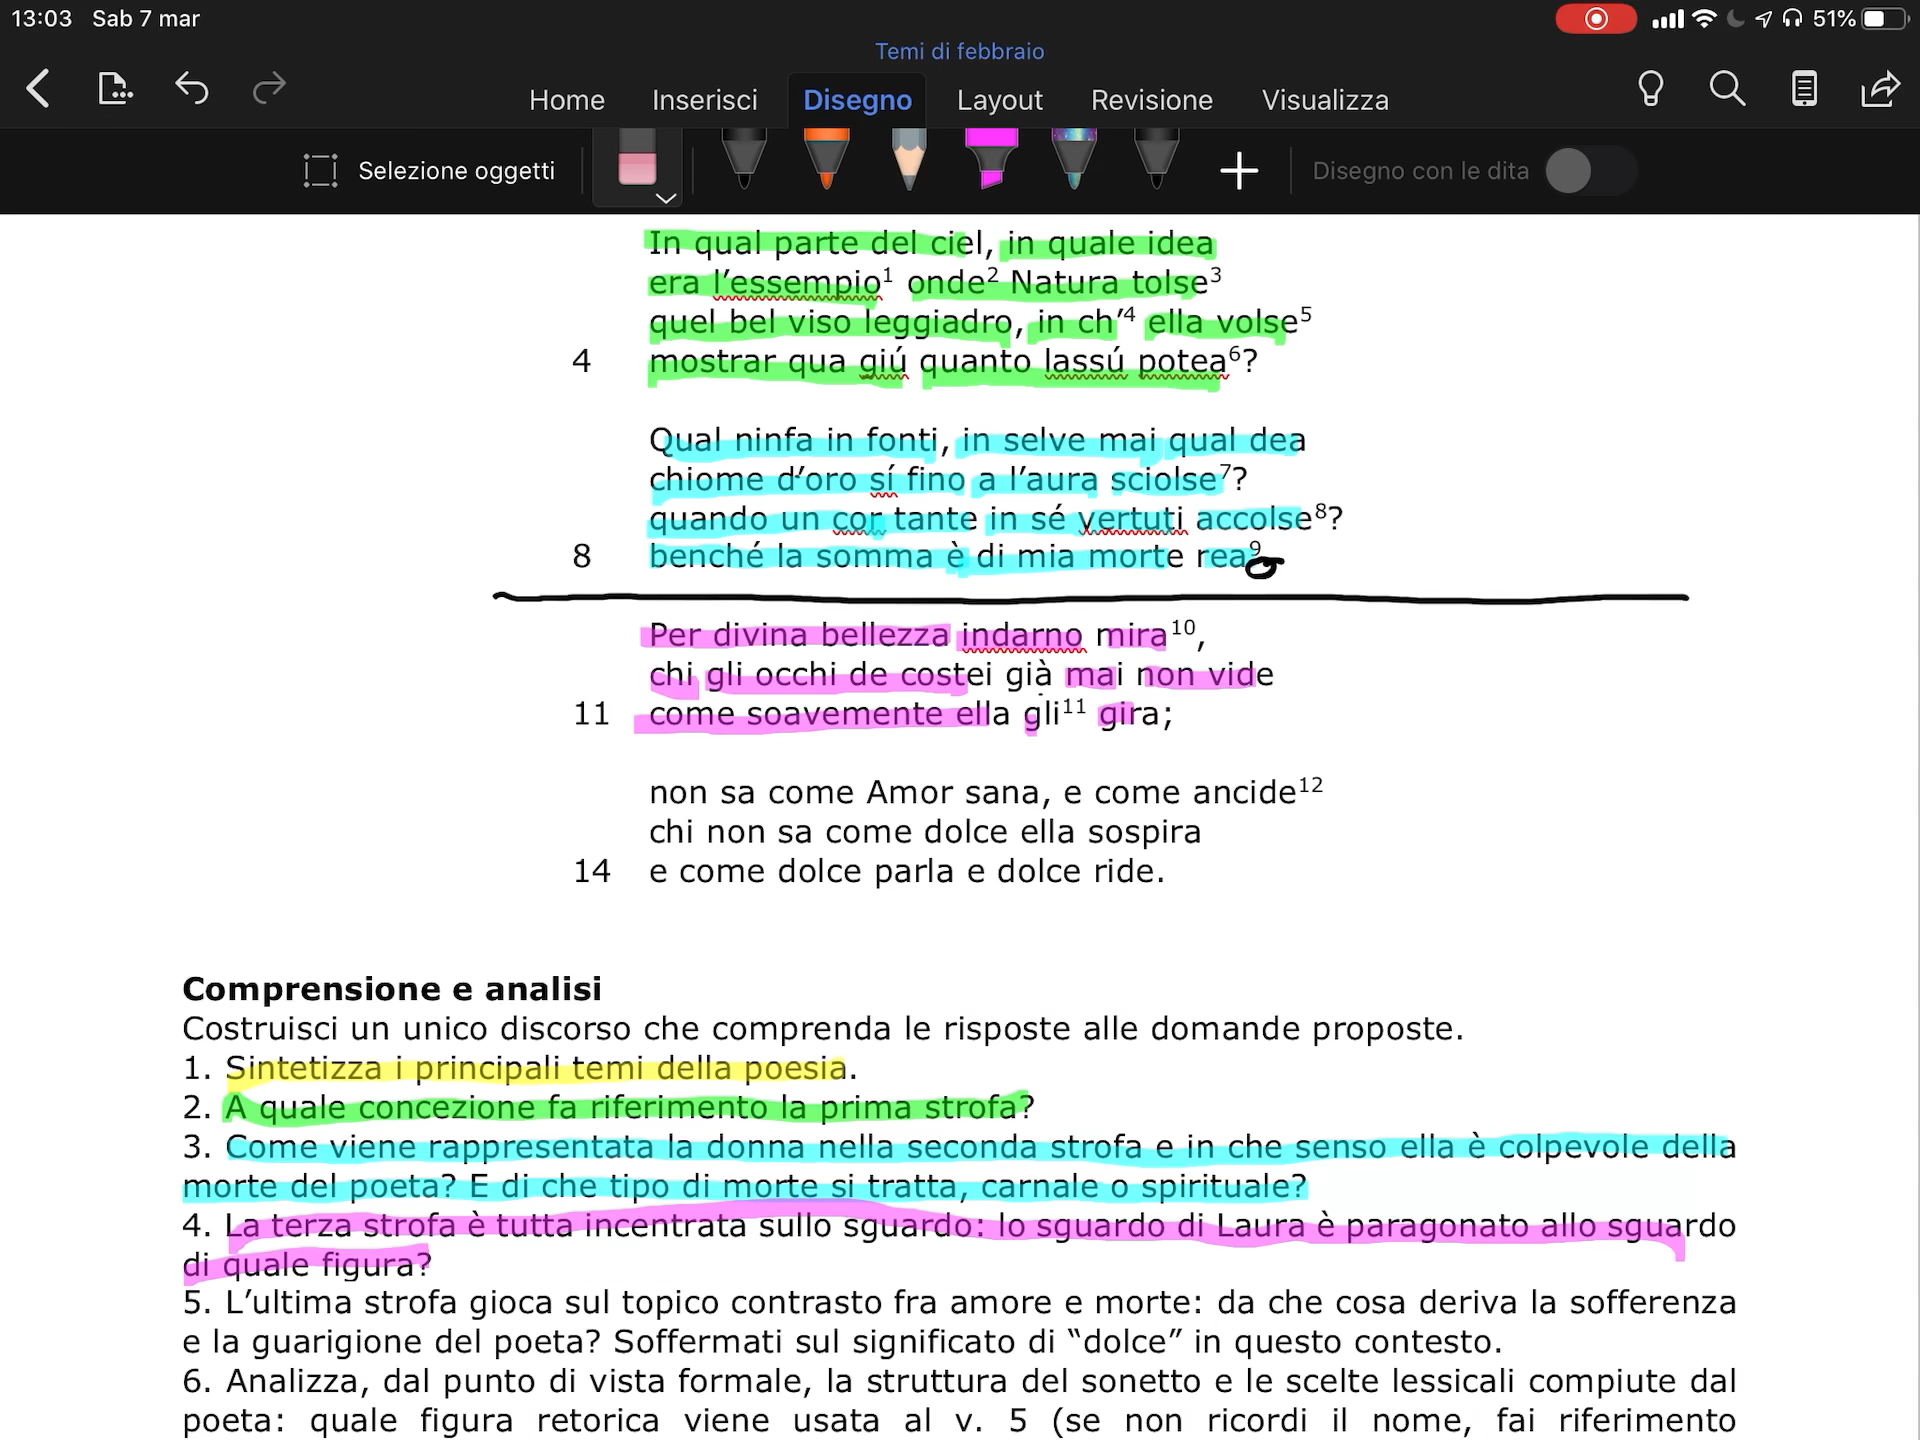 13:03 Sab 7 mar 51%
Temi di febbraio
Home Inserisci Disegno Layout Revisione Visualizza
Selezione oggetti Disegno con le dita
In qual parte del ciel, in quale idea
era l’essempio¹ onde² Natura tolse³
quel bel viso leggiadro, in ch’⁴ ella volse⁵
4 mostrar qua giú quanto lassú potea⁶?
Qual ninfa in fonti, in selve mai qual dea
chiome d’oro sí fino a l’aura sciolse⁷?
quando un cor tante in sé vertuti accolse⁸?
8 benché la somma è di mia morte rea⁹
Per divina bellezza indarno mira¹⁰,
chi gli occhi de costei già mai non vide
11 come soavemente ella gli¹¹ gira;
non sa come Amor sana, e come ancide¹²
chi non sa come dolce ella sospira
14 e come dolce parla e dolce ride.
Comprensione e analisi
Costruisci un unico discorso che comprenda le risposte alle domande proposte.
1. Sintetizza i principali temi della poesia.
2. A quale concezione fa riferimento la prima strofa?
3. Come viene rappresentata la donna nella seconda strofa e in che senso ella è colpevole della
morte del poeta? E di che tipo di morte si tratta, carnale o spirituale?
4. La terza strofa è tutta incentrata sullo sguardo: lo sguardo di Laura è paragonato allo sguardo
di quale figura?
5. L’ultima strofa gioca sul topico contrasto fra amore e morte: da che cosa deriva la sofferenza
e la guarigione del poeta? Soffermati sul significato di “dolce” in questo contesto.
6. Analizza, dal punto di vista formale, la struttura del sonetto e le scelte lessicali compiute dal
poeta: quale figura retorica viene usata al v. 5 (se non ricordi il nome, fai riferimento